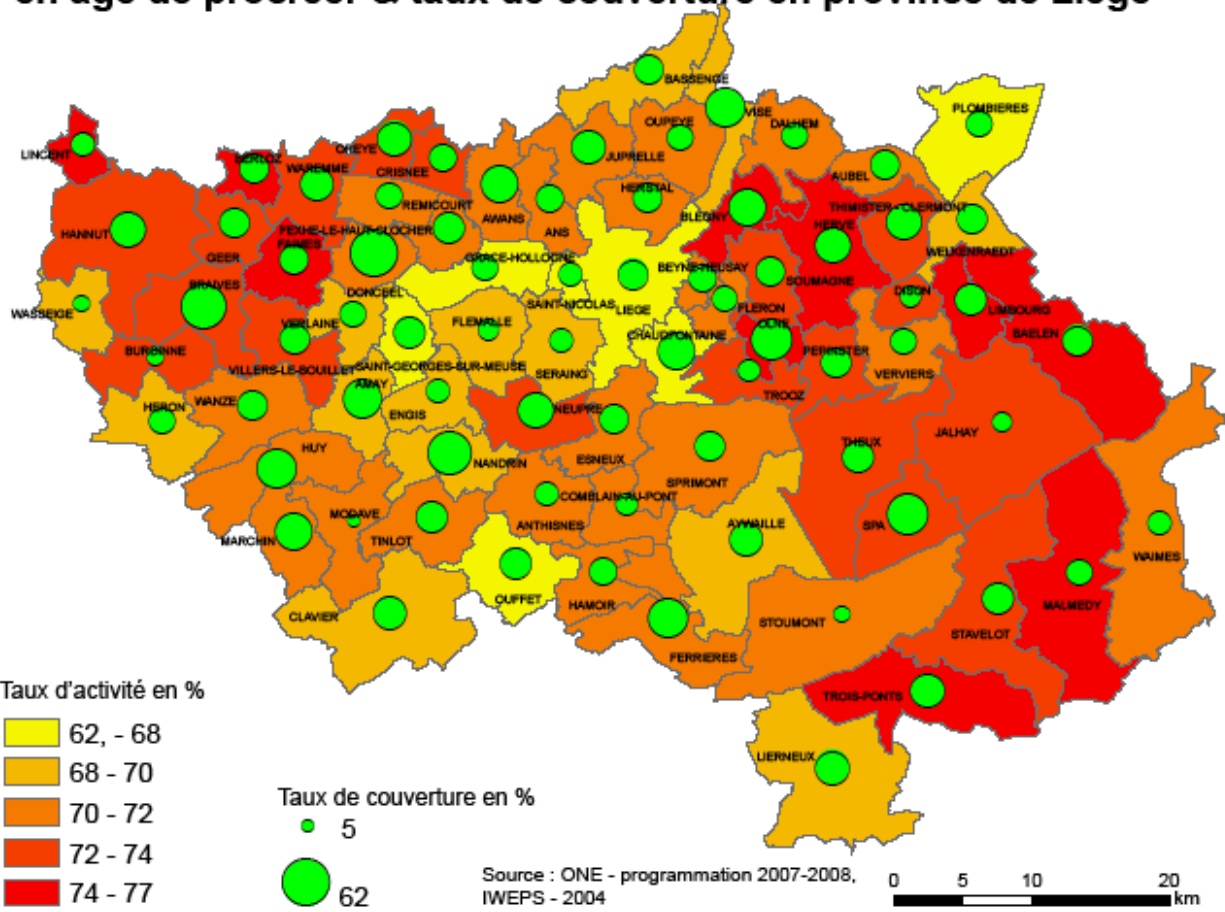 en âge de procréer & taux de couverture en province de Liège
BASSENGE
PLOMBIERES
VISE
OUPEYE
DALHEM
LINCENT
OREYE
BERLOZ
WAREMME
CRISNEE
JUPRELLE
AUBEL
HERSTAL
REMICOURT
AWANS
ANS
BLEGNY
HERVE
THIMISTER - CLERMONT
HANNUT
GEER
FEXHE-LE-HAUT-CLOCHER
FAIMES
WELKENRAEDT
GRACE-HOLLOGNE
BEYNE-HEUSAY
SOUMAGNE
BRAIVES
DONCEEL
SAINT-NICOLAS
LIEGE
FLERON
DISON
LIMBOURG
WASSEIGE
VERLAINE
FLEMALLE
CHAUDFONTAINE
OLNE
BAELEN
BURDINNE
VILLERS-LE-BOUILLET
SAINT-GEORGES-SUR-MEUSE
SERAING
PEPINSTER
VERVIERS
AMAY
TROOZ
HERON
WANZE
ENGIS
NEUPRE
JALHAY
HUY
NANDRIN
ESNEUX
SPRIMONT
THEUX
COMBLAIN-AU-PONT
MODAVE
MARCHIN
TINLOT
ANTHISNES
AYWAILLE
SPA
WAIMES
OUFFET
HAMOIR
CLAVIER
STOUMONT
MALMEDY
STAVELOT
FERRIERES
TROIS-PONTS
LIERNEUX
Taux d'activité en %
62, - 68
68 - 70
70 - 72
72 - 74
74 - 77
Taux de couverture en %
5
62
Source : ONE - programmation 2007-2008,
IWEPS - 2004
0 5 10 20
km